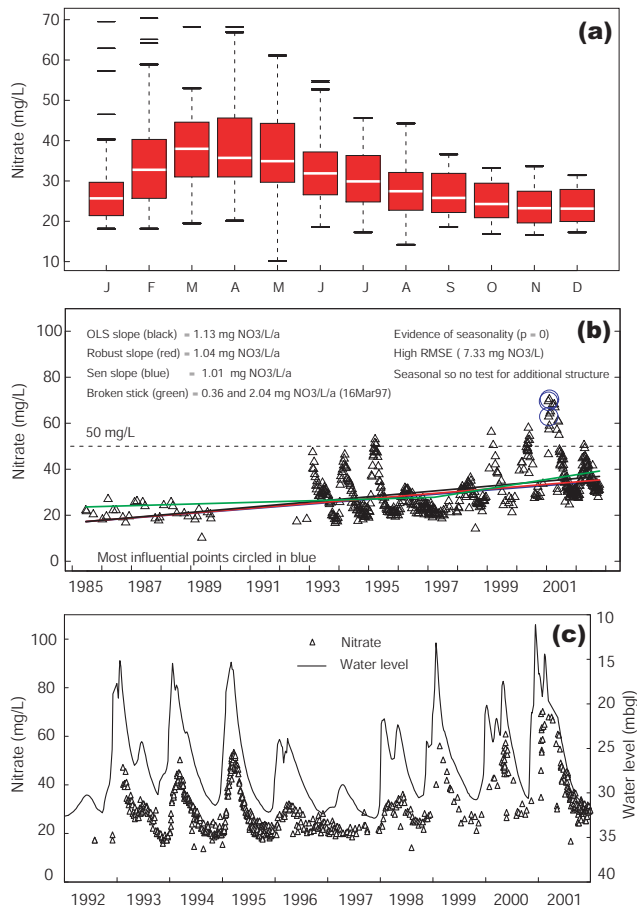 (a)
Nitrate (mg/L)
70
60
50
40
30
20
10
J F M A M J J A S O N D
(b)
Nitrate (mg/L)
100
80
60
40
20
0
OLS slope (black) = 1.13 mg NO3/L/a
Robust slope (red) = 1.04 mg NO3/L/a
Sen slope (blue) = 1.01 mg NO3/L/a
Broken stick (green) = 0.36 and 2.04 mg NO3/L/a (16Mar97)
Evidence of seasonality (p = 0)
High RMSE ( 7.33 mg NO3/L)
Seasonal so no test for additional structure
50 mg/L
Most influential points circled in blue
1985 1987 1989 1991 1993 1995 1997 1999 2001
(c)
Nitrate
Water level
Nitrate (mg/L)
100
80
60
40
20
0
10
15
20
25
30
35
40
Water level (mbgl)
1992 1993 1994 1995 1996 1997 1998 1999 2000 2001